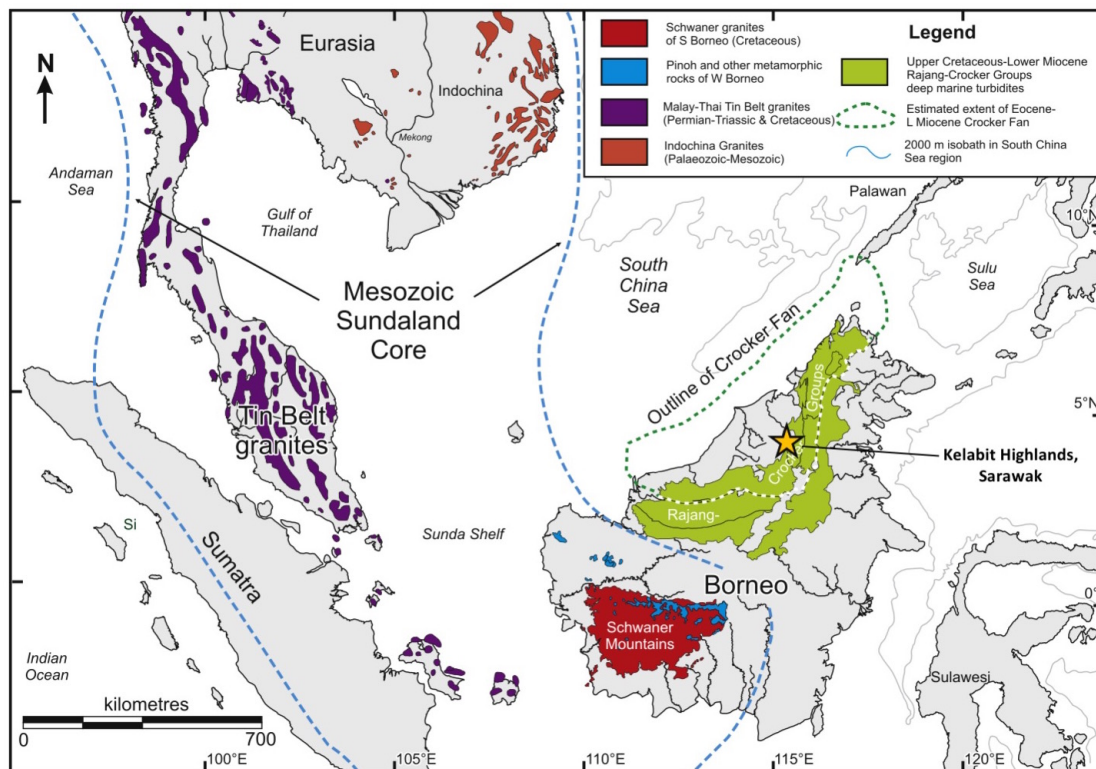 Eurasia
Indochina
Mekong
N
Andaman
Sea
Gulf of
Thailand
Mesozoic
Sundaland
Core
South
China
Sea
Tin Belt
granites
Si
Sumatra
Sunda Shelf
Indian
Ocean
kilometres
0
700
100°E
105°E
110°E
115°E
120°E
Schwaner granites
of S Borneo (Cretaceous)
Pinoh and other metamorphic
rocks of W Borneo
Malay-Thai Tin Belt granites
(Permian-Triassic & Cretaceous)
Indochina Granites
(Palaeozoic-Mesozoic)
Legend
Upper Cretaceous-Lower Miocene
Rajang-Crocker Groups
deep marine turbidites
Estimated extent of Eocene-
L Miocene Crocker Fan
2000 m isobath in South China
Sea region
Palawan
10°N
Sulu
Sea
Outline of Crocker Fan
5°N
Kelabit Highlands,
Sarawak
Rajang-
Crocker
Groups
Borneo
Schwaner
Mountains
0°
Sulawesi